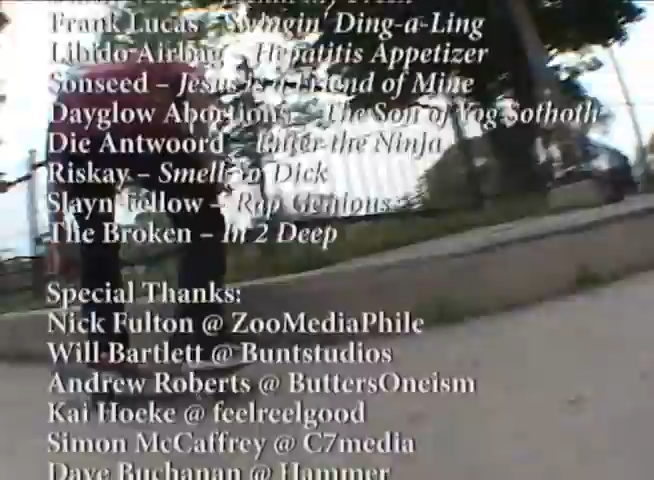 Frank Lucas - Swingin' Ding-a-Ling
Libido Airbag - Hepatitis Appetizer
Sonseed – Jesus is a Friend of Mine
Dayglow Abortions - The Son of Yog Sothoth
Die Antwoord - Enter the Ninja
Riskay – Smell Yo Dick
Slayn Fellow – Rap Genious
The Broken – In 2 Deep
Special Thanks:
Nick Fulton @ ZooMediaPhile
Will Bartlett @ Buntstudios
Andrew Roberts @ ButtersOneism
Kai Hoeke @ feelreelgood
Simon McCaffrey @ C7media
Dave Buchanan @ Hammer